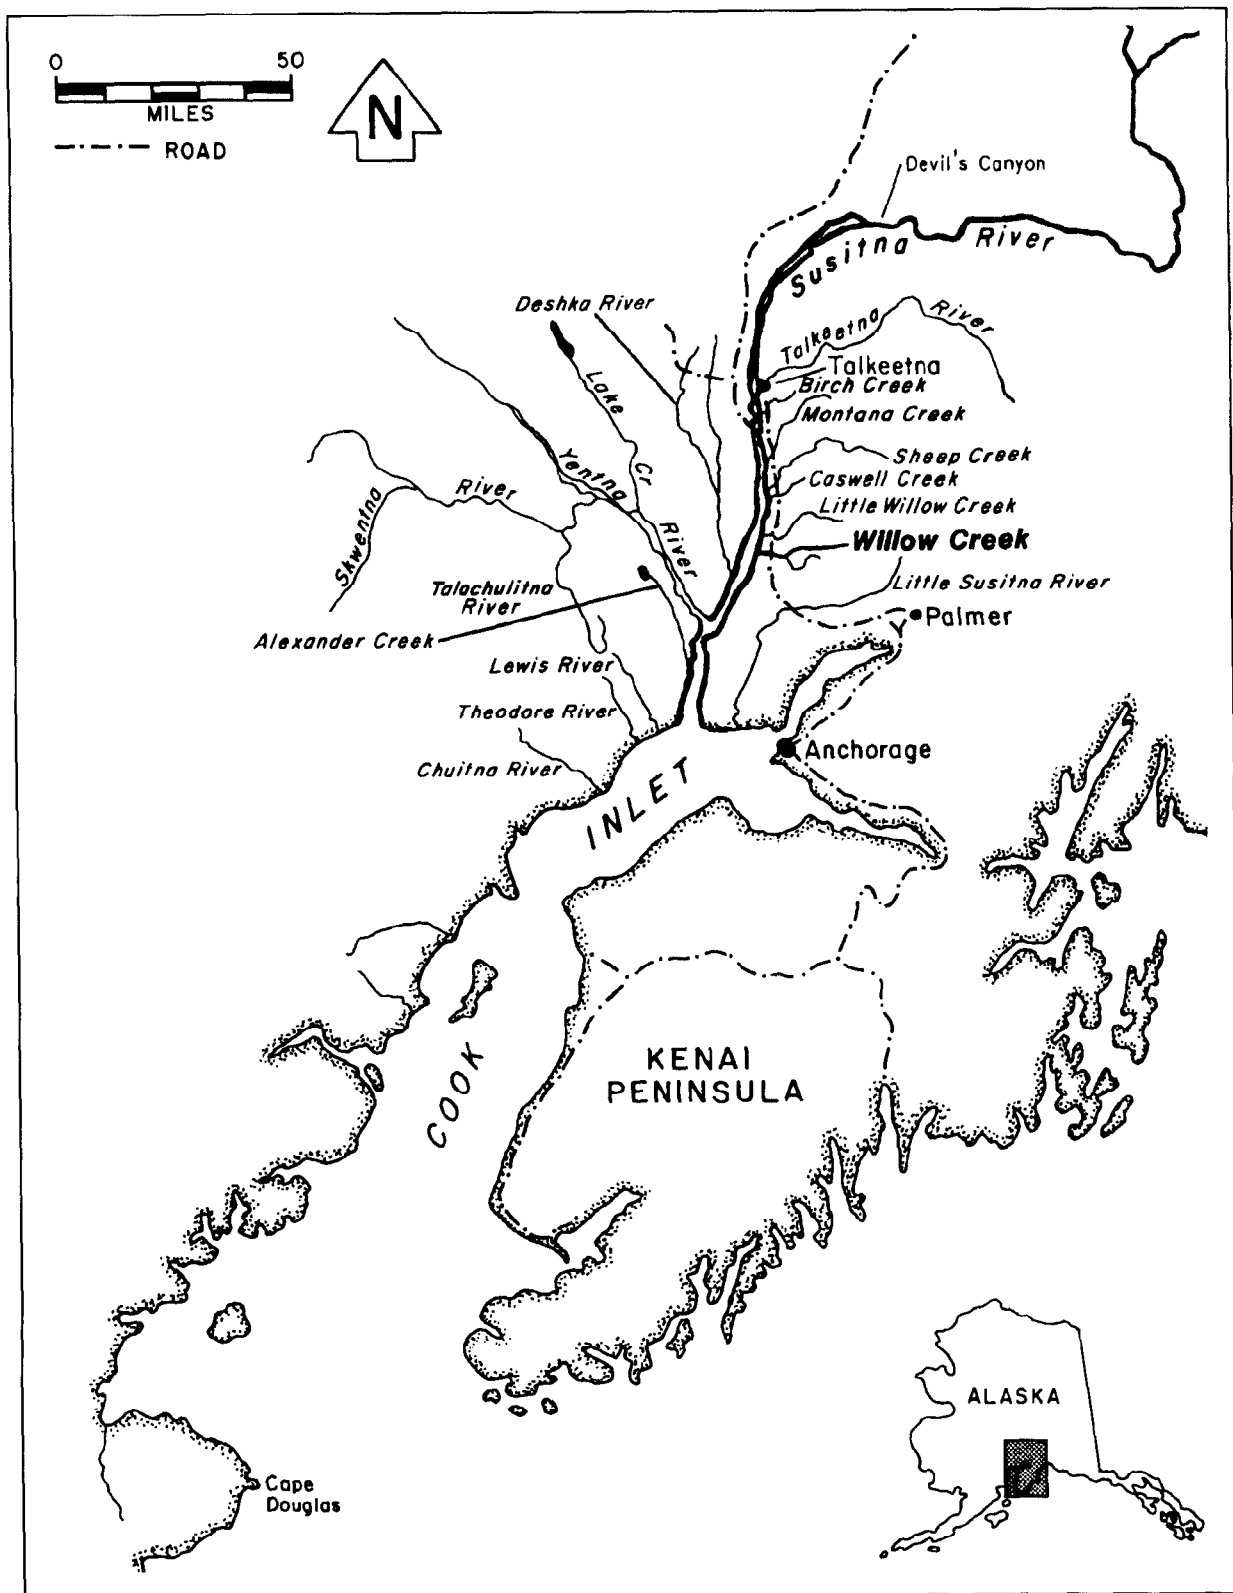 0 50
MILES
ROAD
N
Devil's Canyon
Susitna River
Deshka River
Talkeetna River
Talkeetna
Birch Creek
Lake Cr
Montana Creek
Yentna River
Sheep Creek
Skwentna River
Caswell Creek
Little Willow Creek
Willow Creek
Talachulitna
River
Little Susitna River
Palmer
Alexander Creek
Lewis River
Theodore River
Anchorage
Chuitna River
COOK INLET
KENAI
PENINSULA
ALASKA
Cape
Douglas